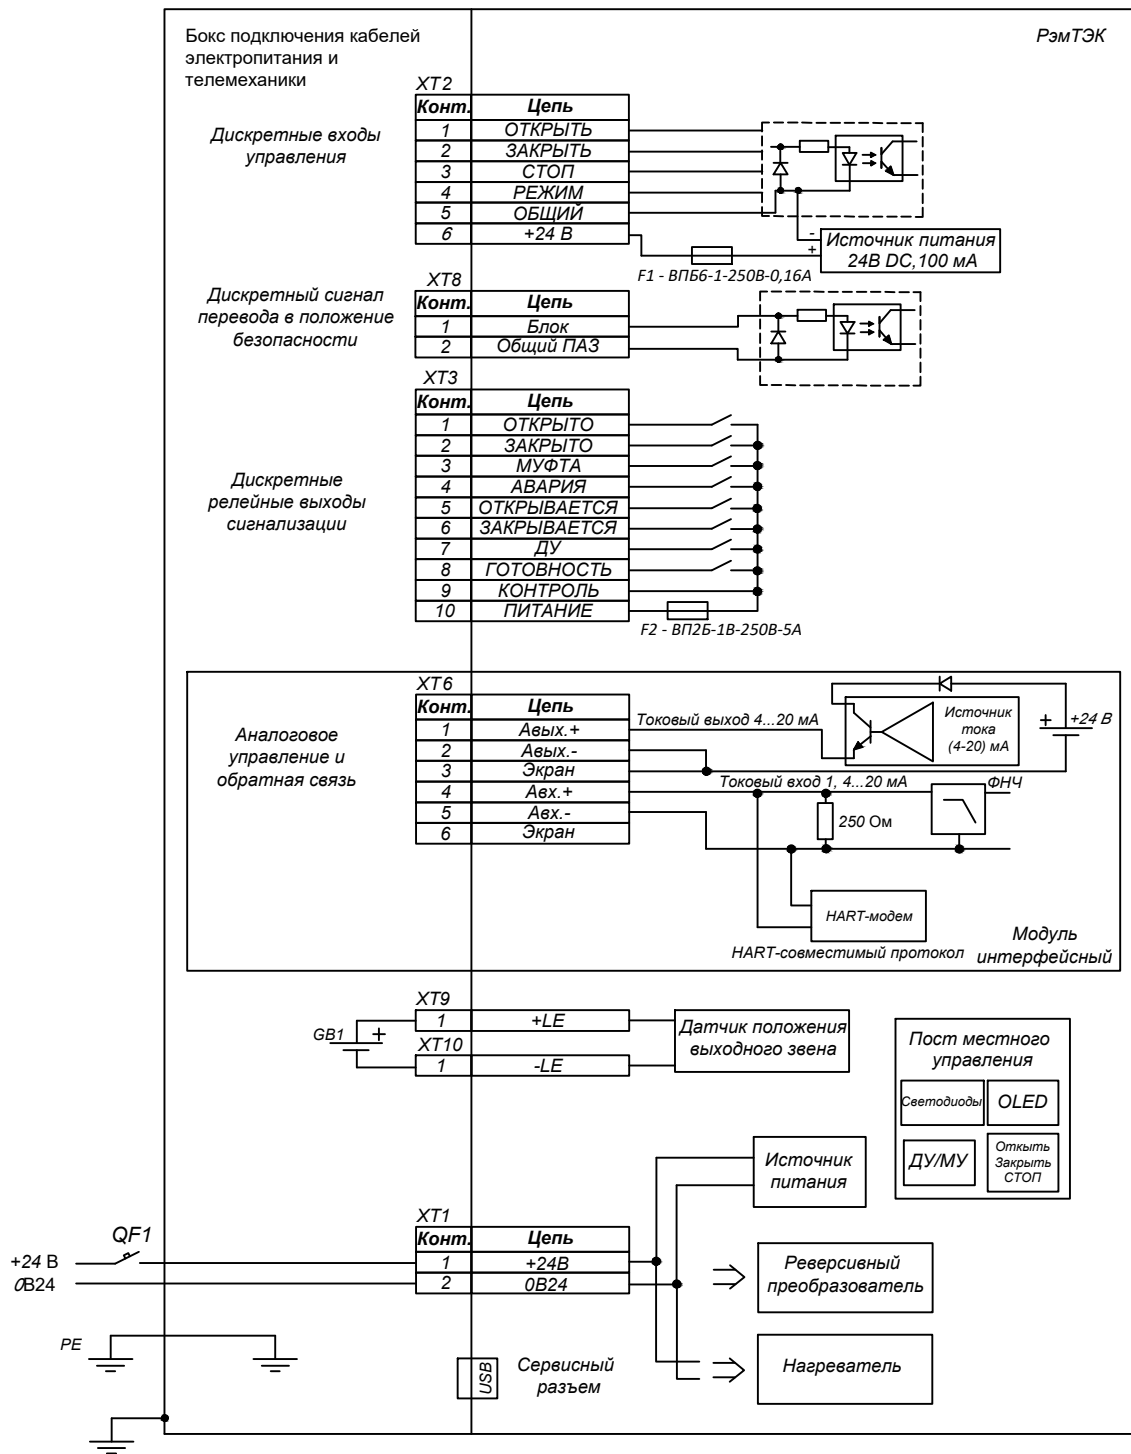 Бокс подключения кабелей
электропитания и
телемеханики
РэмТЭК
Дискретные входы
управления
XT2
Конт. Цепь
1 ОТКРЫТЬ
2 ЗАКРЫТЬ
3 СТОП
4 РЕЖИМ
5 ОБЩИЙ
6 +24 В
-
+
Источник питания
24В DC,100 мА
F1 - ВПБ6-1-250В-0,16А
Дискретный сигнал
перевода в положение
безопасности
XT8
Конт. Цепь
1 Блок
2 Общий ПАЗ
Дискретные
релейные выходы
сигнализации
XT3
Конт. Цепь
1 ОТКРЫТО
2 ЗАКРЫТО
3 МУФТА
4 АВАРИЯ
5 ОТКРЫВАЕТСЯ
6 ЗАКРЫВАЕТСЯ
7 ДУ
8 ГОТОВНОСТЬ
9 КОНТРОЛЬ
10 ПИТАНИЕ
F2 - ВП2Б-1В-250В-5А
Аналоговое
управление и
обратная связь
XT6
Конт. Цепь
1 Авых.+
2 Авых.-
3 Экран
4 Авх.+
5 Авх.-
6 Экран
Токовый выход 4...20 мА
Источник
тока
(4-20) мА
+
+24 В
Токовый вход 1, 4...20 мА
ФНЧ
250 Ом
HART-модем
HART-совместимый протокол
Модуль
интерфейсный
GB1
+
XT9
1 +LE
XT10
1 -LE
Датчик положения
выходного звена
Пост местного
управления
Светодиоды
OLED
ДУ/МУ
Откыть
Закрыть
СТОП
Источник
питания
XT1
Конт. Цепь
1 +24В
2 0В24
QF1
+24 В
0В24
Реверсивный
преобразователь
Нагреватель
PE
USB
Сервисный
разъем